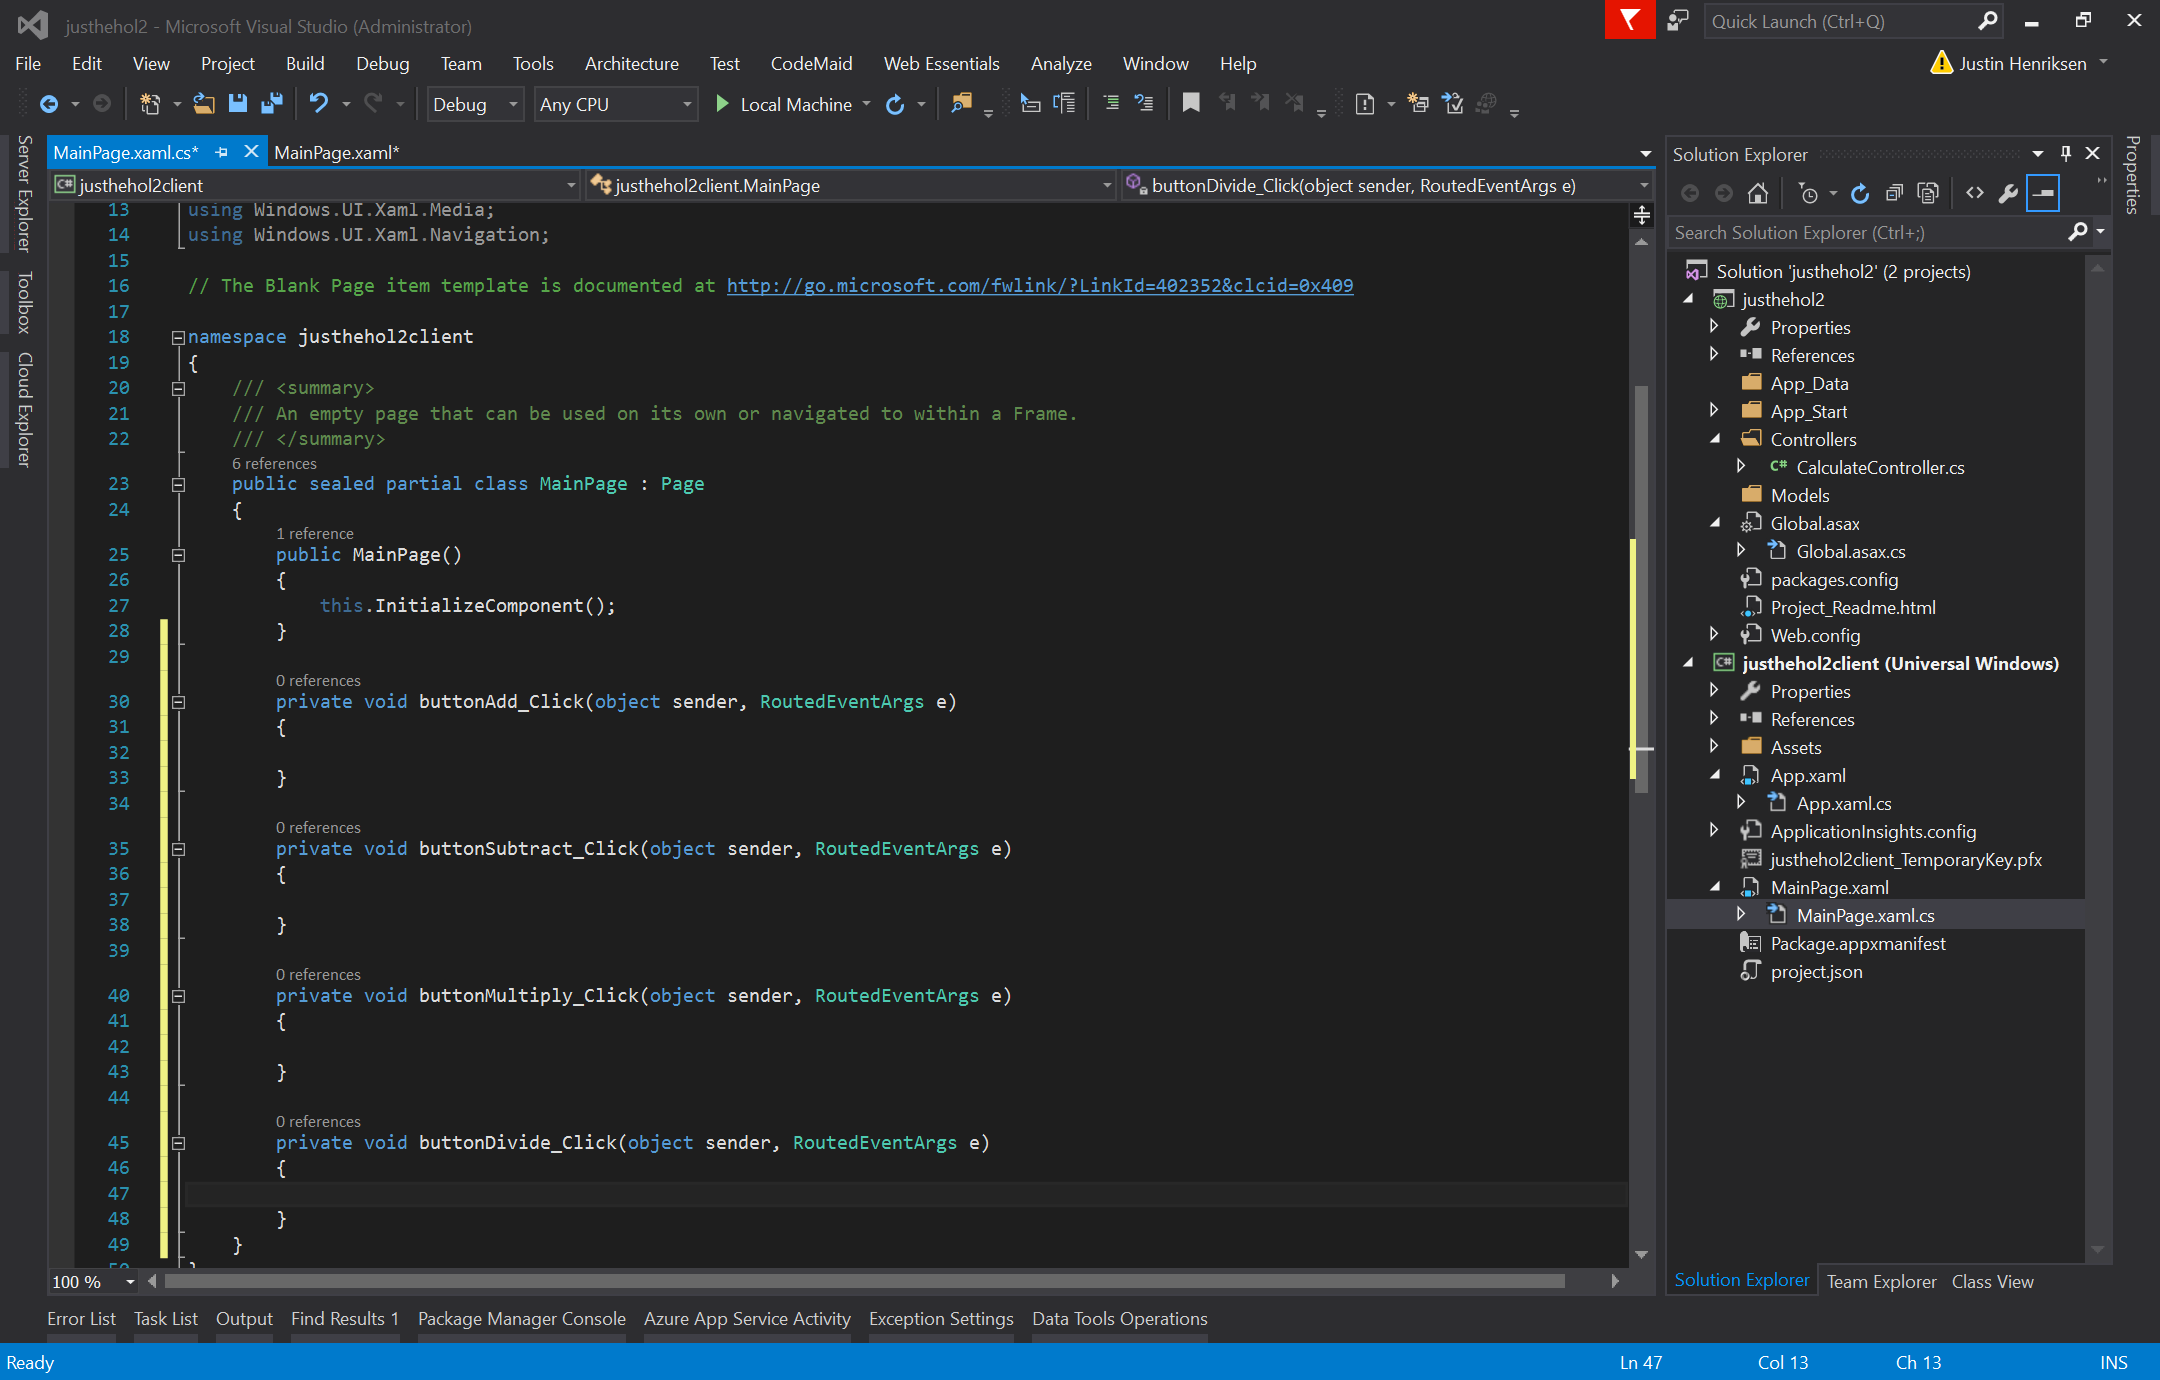 justhehol2 - Microsoft Visual Studio (Administrator)
Quick Launch (Ctrl+Q)
File Edit View Project Build Debug Team Tools Architecture Test CodeMaid Web Essentials Analyze Window Help
Justin Henriksen
Debug Any CPU Local Machine
Server Explorer
Toolbox
Cloud Explorer
MainPage.xaml.cs* MainPage.xaml*
C# justhehol2client justhehol2client.MainPage buttonDivide_Click(object sender, RoutedEventArgs e)
13 using Windows.UI.Xaml.Media;
14 using Windows.UI.Xaml.Navigation;
15
16 // The Blank Page item template is documented at http://go.microsoft.com/fwlink/?LinkId=402352&clcid=0x409
17
18 namespace justhehol2client
19 {
20 /// <summary>
21 /// An empty page that can be used on its own or navigated to within a Frame.
22 /// </summary>
6 references
23 public sealed partial class MainPage : Page
24 {
1 reference
25 public MainPage()
26 {
27 this.InitializeComponent();
28 }
29
0 references
30 private void buttonAdd_Click(object sender, RoutedEventArgs e)
31 {
32
33 }
34
0 references
35 private void buttonSubtract_Click(object sender, RoutedEventArgs e)
36 {
37
38 }
39
0 references
40 private void buttonMultiply_Click(object sender, RoutedEventArgs e)
41 {
42
43 }
44
0 references
45 private void buttonDivide_Click(object sender, RoutedEventArgs e)
46 {
47
48 }
49 }
100 %
Solution Explorer
Search Solution Explorer (Ctrl+;)
Solution 'justhehol2' (2 projects)
justhehol2
Properties
References
App_Data
App_Start
Controllers
C# CalculateController.cs
Models
Global.asax
Global.asax.cs
packages.config
Project_Readme.html
Web.config
C# justhehol2client (Universal Windows)
Properties
References
Assets
App.xaml
App.xaml.cs
ApplicationInsights.config
justhehol2client_TemporaryKey.pfx
MainPage.xaml
MainPage.xaml.cs
Package.appxmanifest
project.json
Solution Explorer Team Explorer Class View
Properties
Error List Task List Output Find Results 1 Package Manager Console Azure App Service Activity Exception Settings Data Tools Operations
Ready Ln 47 Col 13 Ch 13 INS